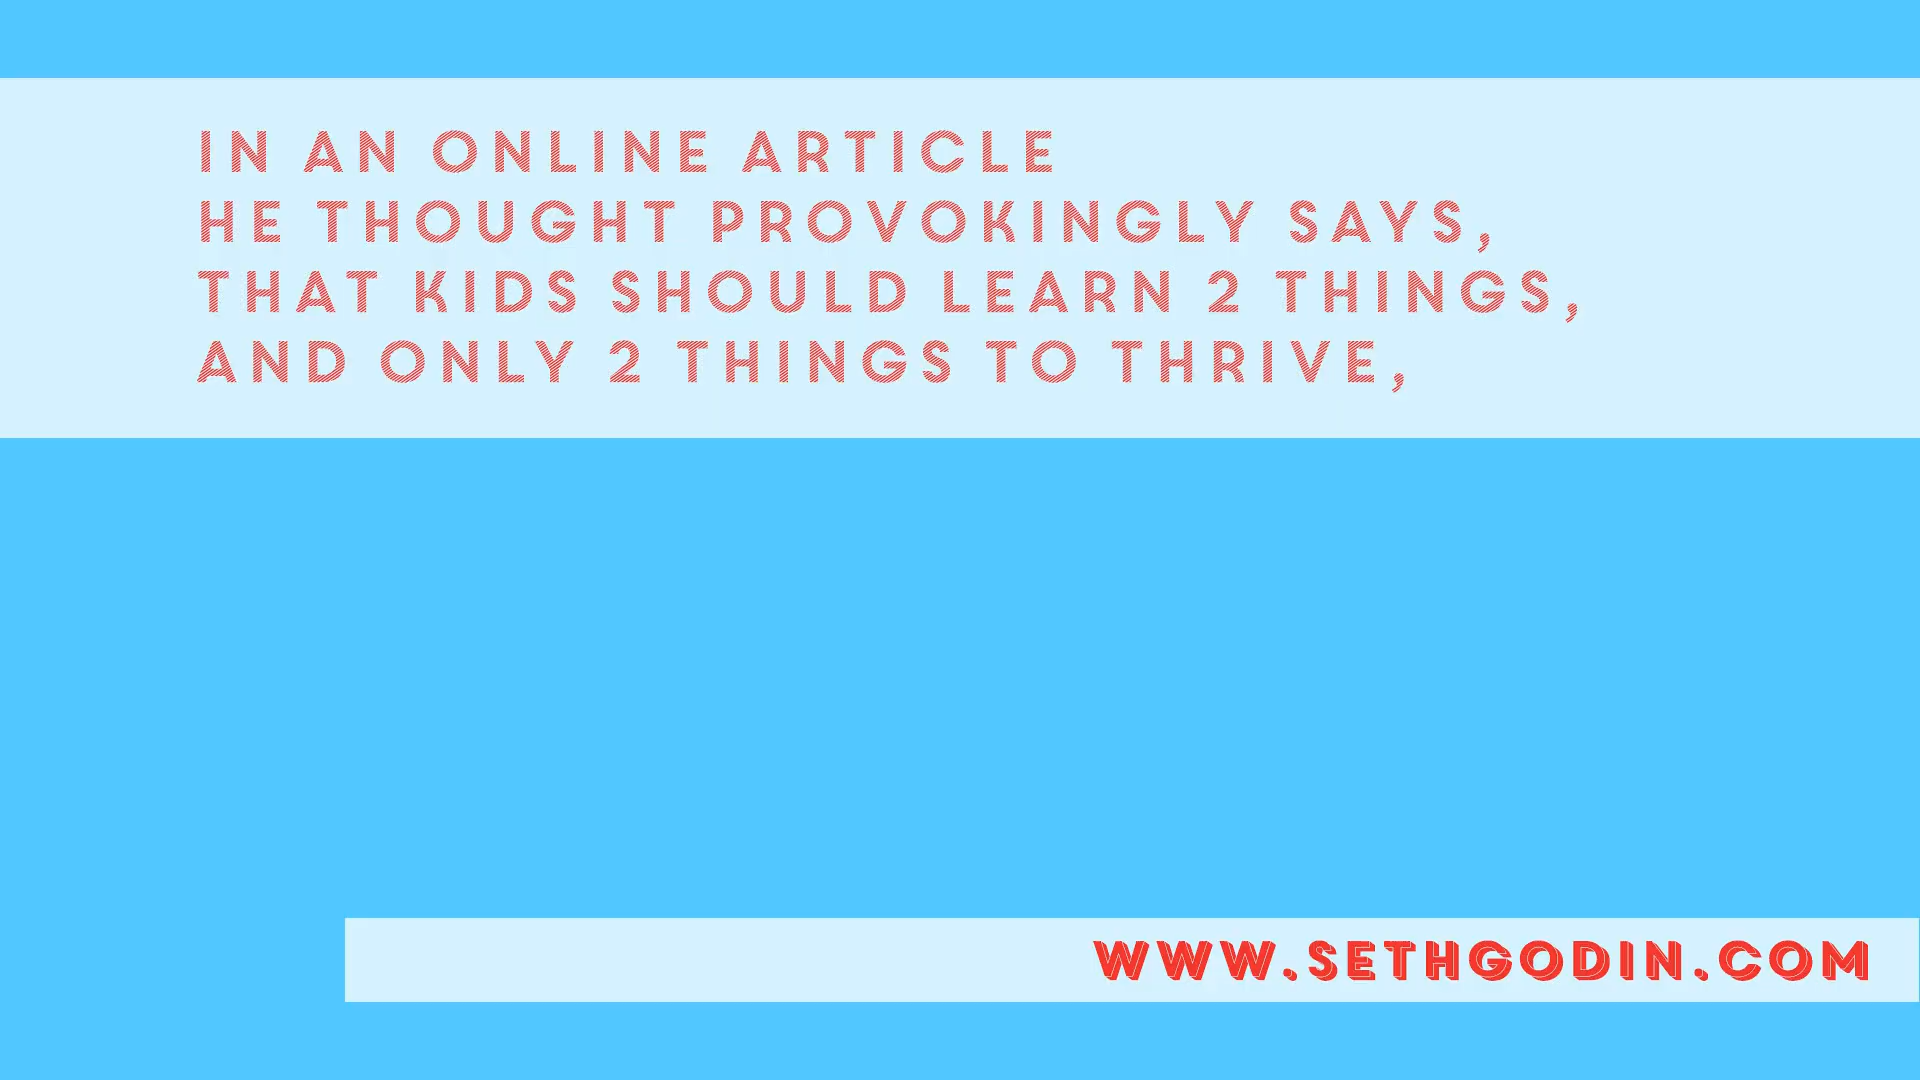 IN AN ONLINE ARTICLE
HE THOUGHT PROVOKINGLY SAYS,
THAT KIDS SHOULD LEARN 2 THINGS,
AND ONLY 2 THINGS TO THRIVE,
WWW.SETHGODIN.COM